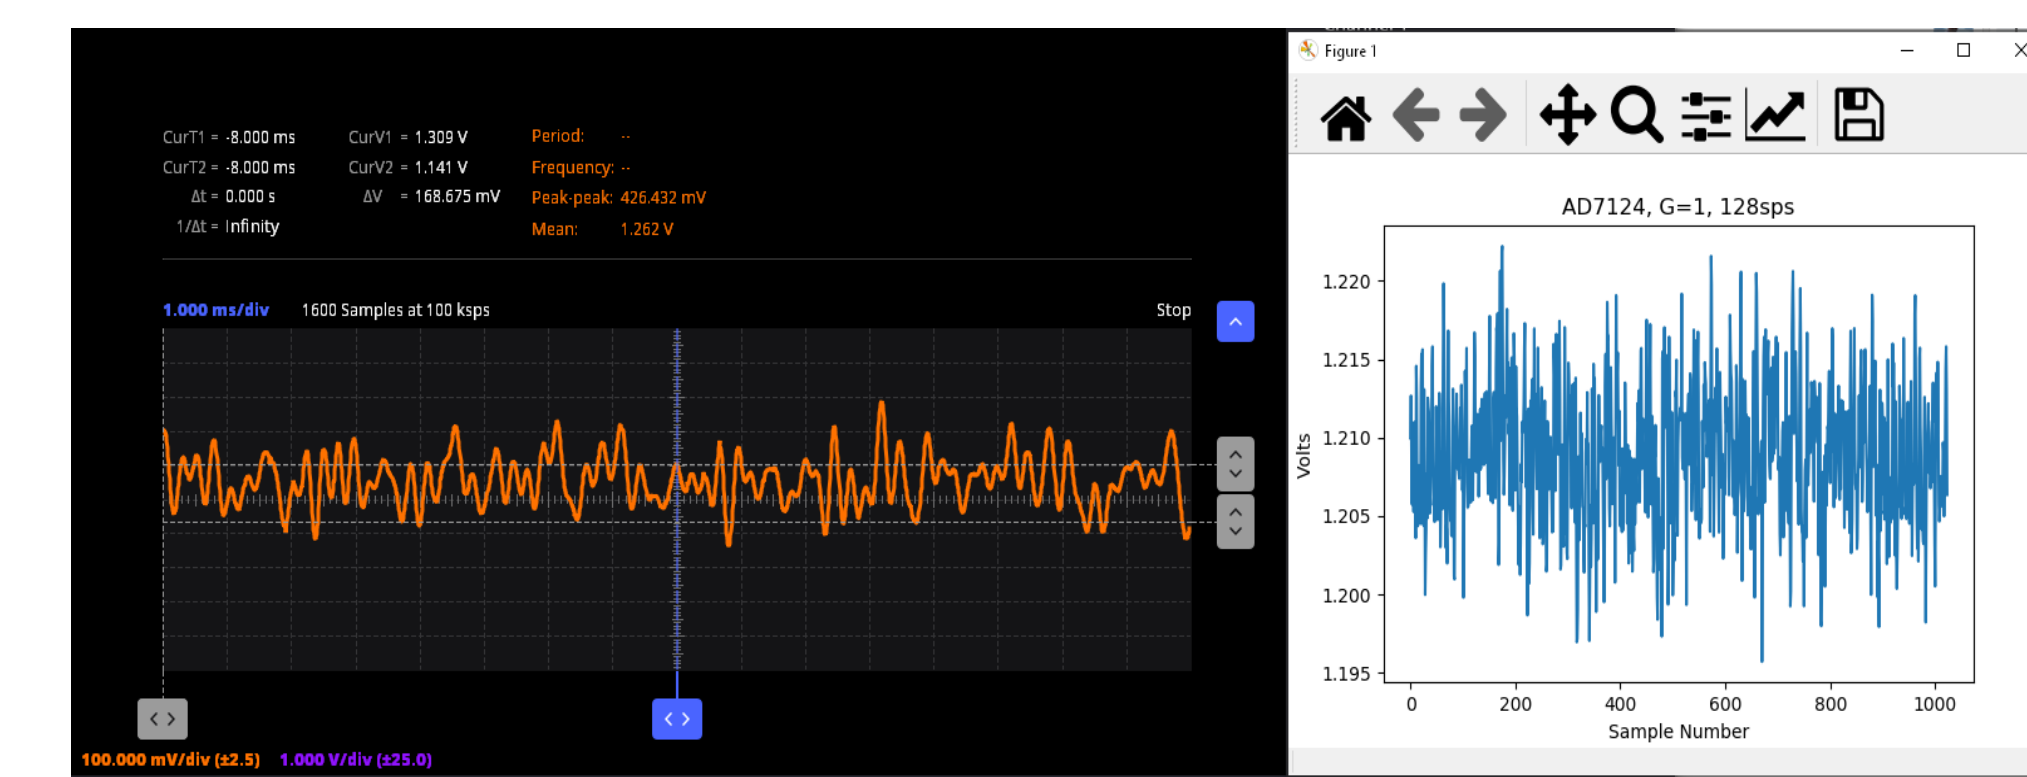 CurT1 = -8.000 ms CurV1 = 1.309 V Period: --
CurT2 = -8.000 ms CurV2 = 1.141 V Frequency: --
Δt = 0.000 s ΔV = 168.675 mV Peak-peak: 426.432 mV
1/Δt = Infinity Mean: 1.262 V
1.000 ms/div 1600 Samples at 100 ksps Stop
100.000 mV/div (±2.5) 1.000 V/div (±25.0)
Figure 1
AD7124, G=1, 128sps
Volts
1.220
1.215
1.210
1.205
1.200
1.195
0 200 400 600 800 1000
Sample Number